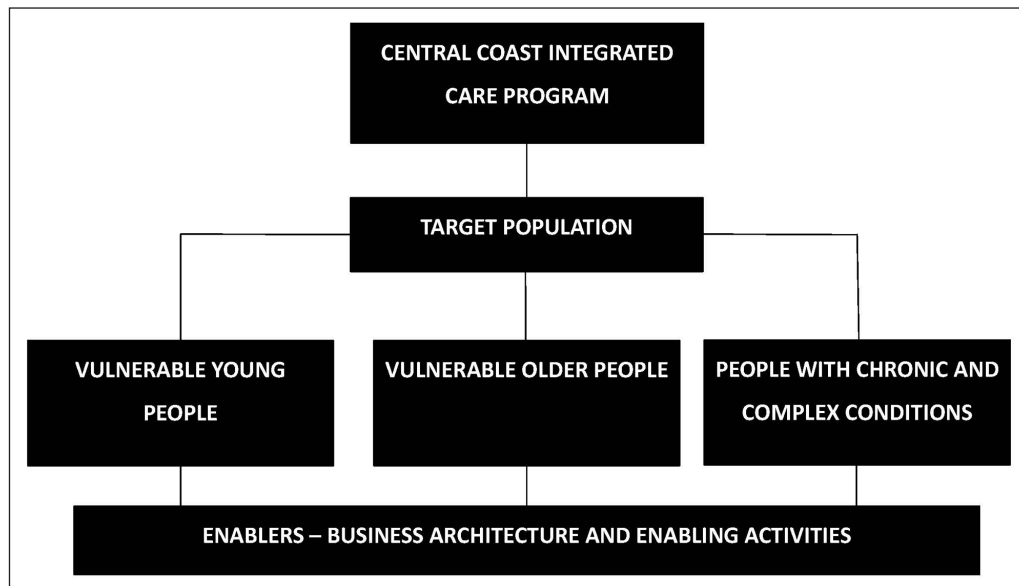 CENTRAL COAST INTEGRATED
CARE PROGRAM
TARGET POPULATION
VULNERABLE YOUNG
PEOPLE
VULNERABLE OLDER PEOPLE
PEOPLE WITH CHRONIC AND
COMPLEX CONDITIONS
ENABLERS – BUSINESS ARCHITECTURE AND ENABLING ACTIVITIES